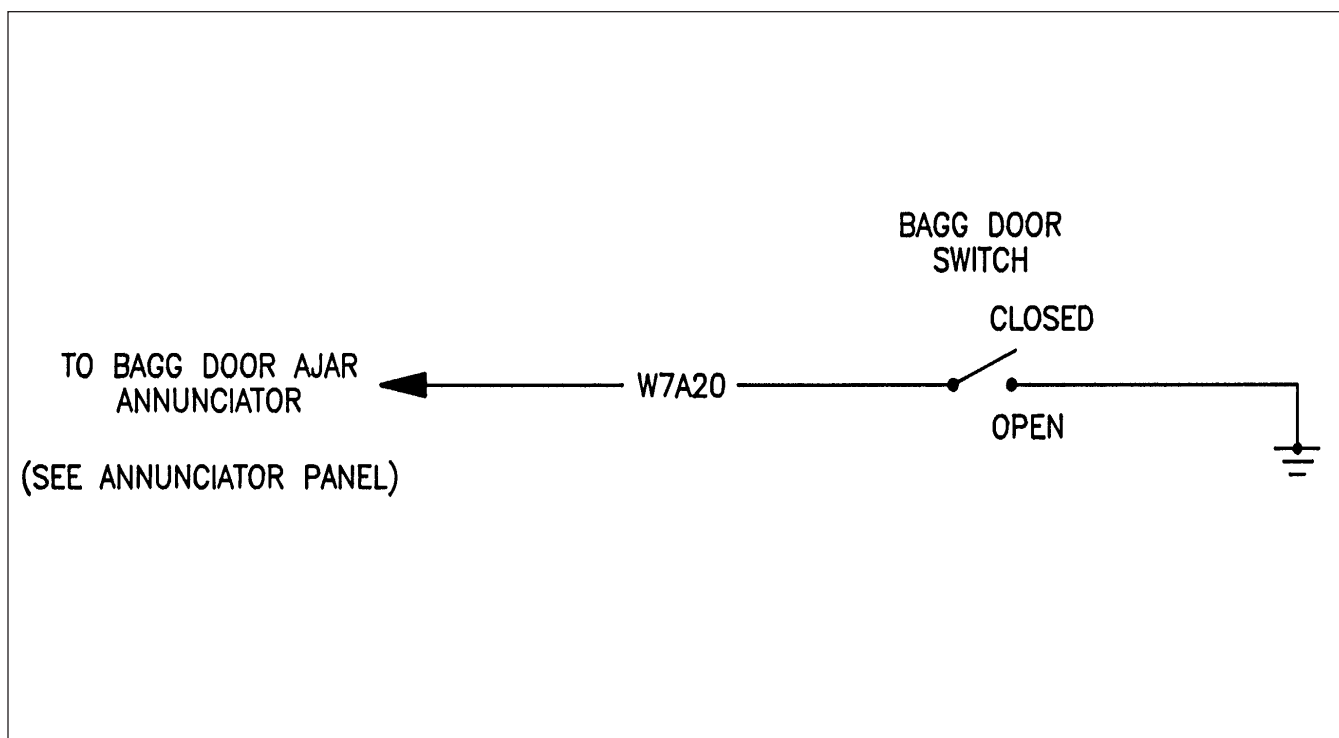 BAGG DOOR
SWITCH
CLOSED
TO BAGG DOOR AJAR
ANNUNCIATOR
W7A20
OPEN
(SEE ANNUNCIATOR PANEL)